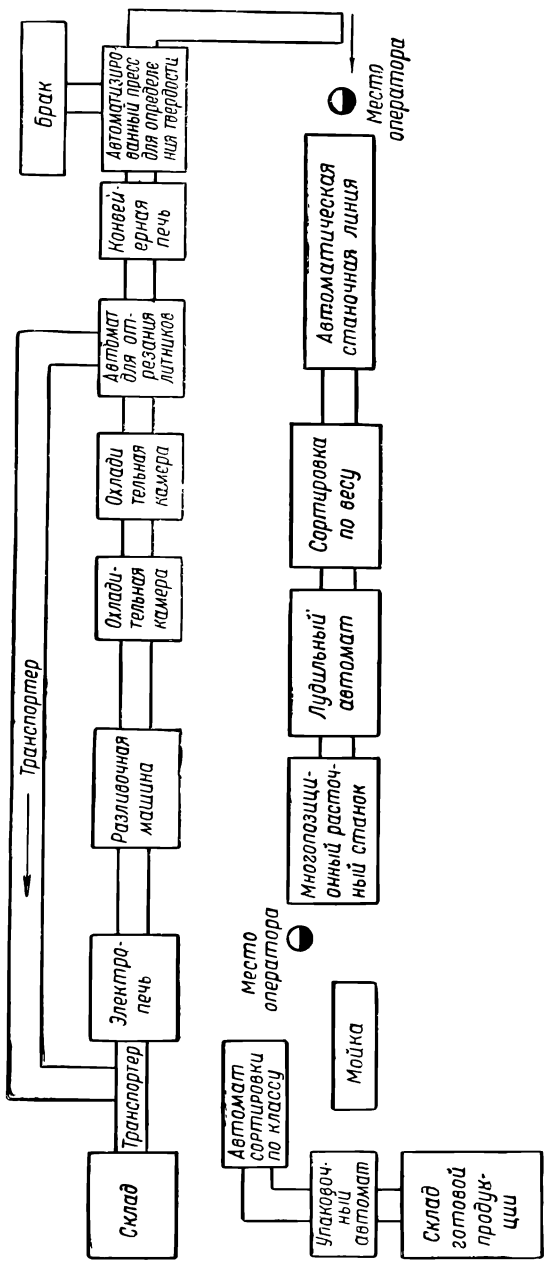 Транспортер
Брак
Склад
Транспортер
Электро-
печь
Разливочная
машина
Охлади-
тельная
камера
Охлади
тельная
камера
Автомат
для от-
резания
литников
Конвей-
ерная
печь
Автоматизиро-
ванный пресс
для определе
ния твердости
Место
оператора
Автоматическая
станочная линия
Сортировка
по весу
Лудильный
автомат
Многопозици-
онный расточ-
ный станок
Место
оператора
Мойка
Автомат
сортировки
по классу
Упаковоч-
ный
автомат
Склад
готовой
продук-
ции